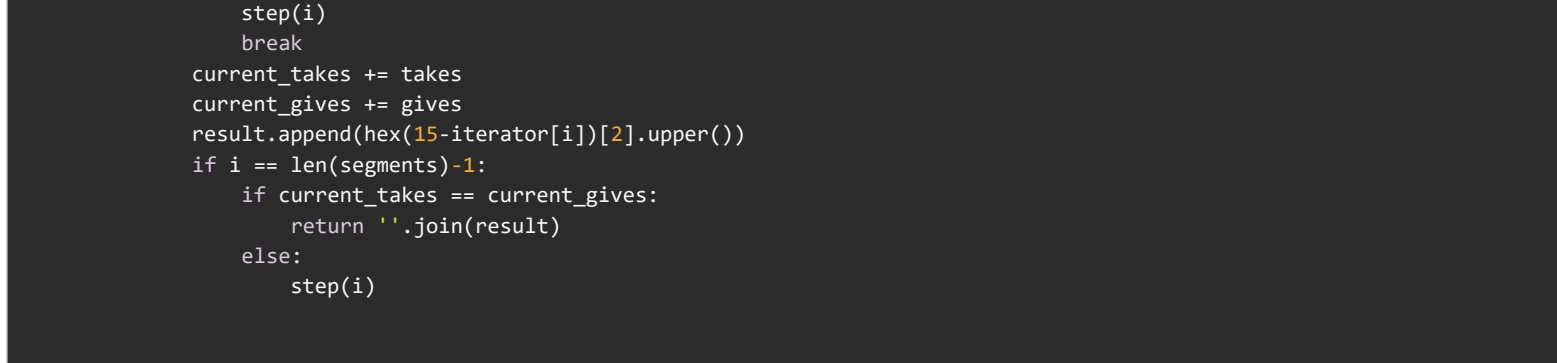 step(i)
break
current_takes += takes
current_gives += gives
result.append(hex(15-iterator[i])[2].upper())
if i == len(segments)-1:
if current_takes == current_gives:
return ''.join(result)
else:
step(i)